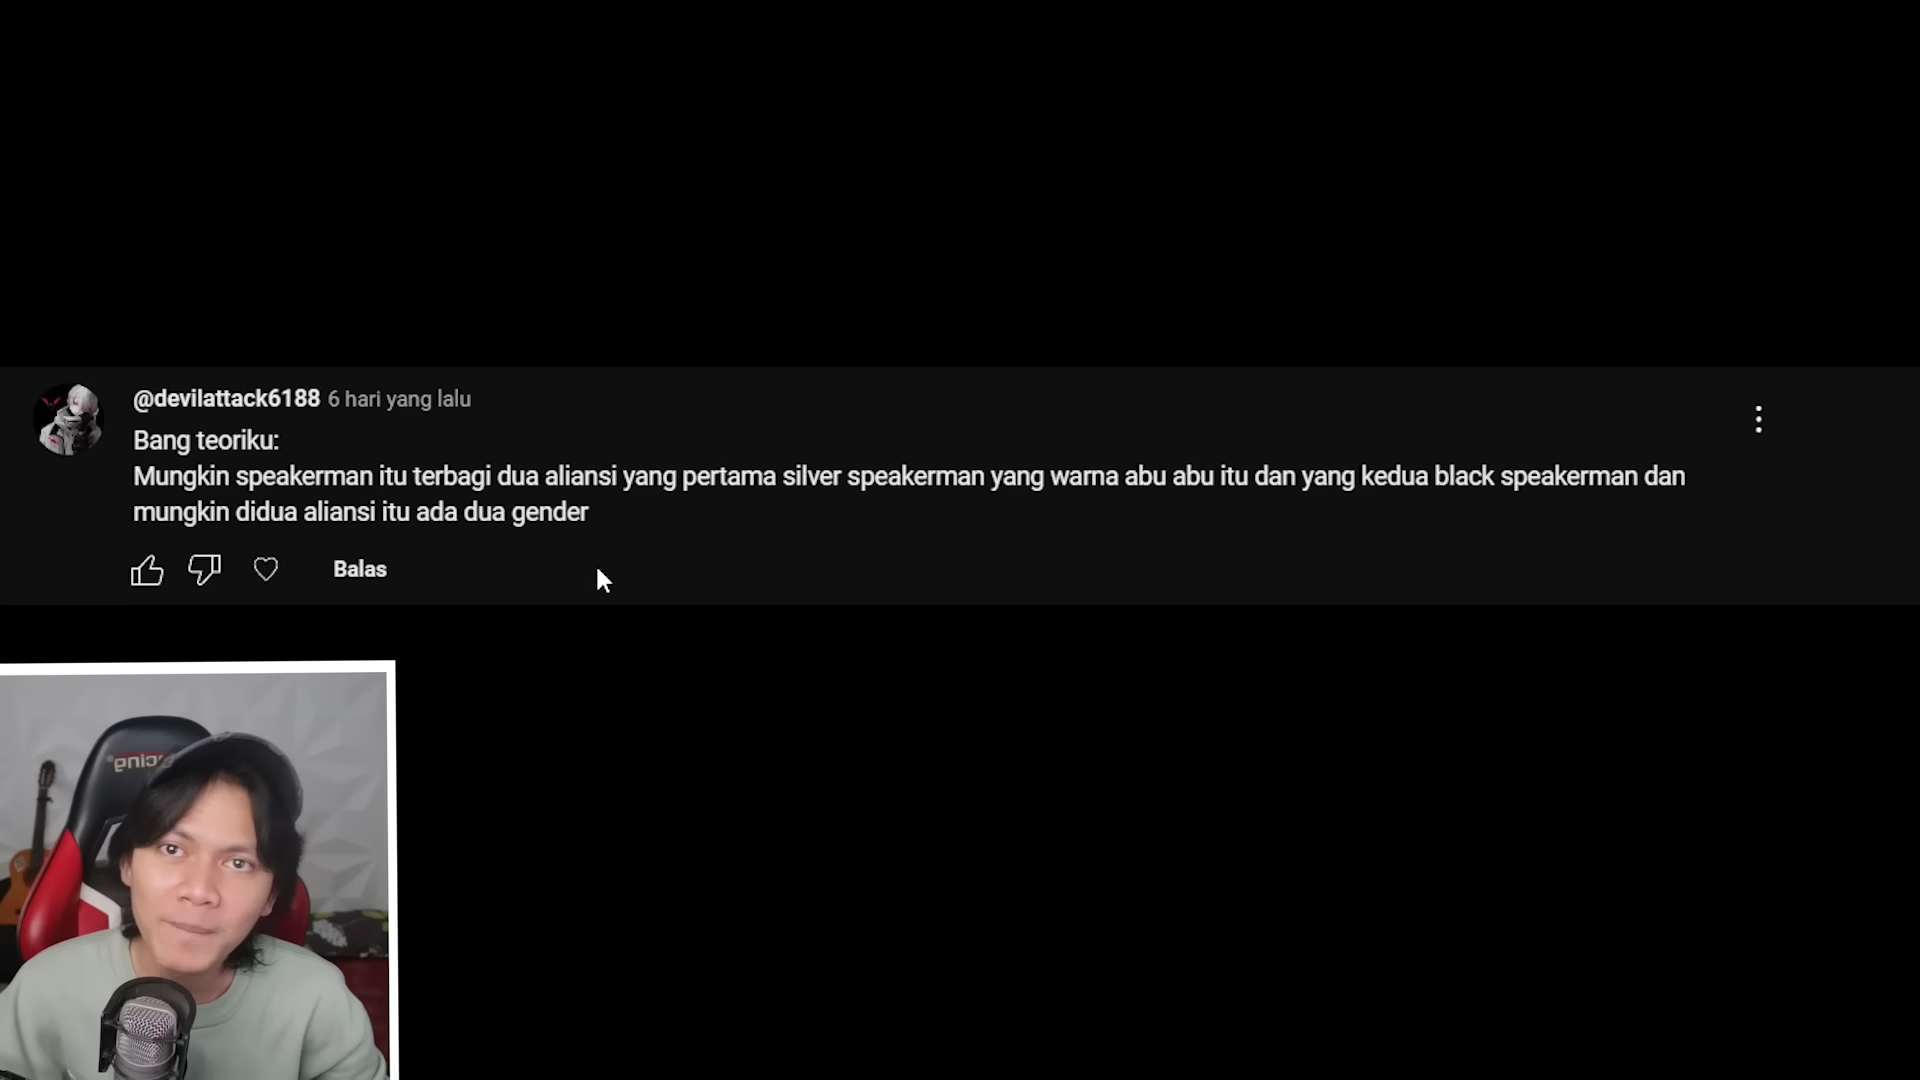 @devilattack6188 6 hari yang lalu
Bang teoriku:
Mungkin speakerman itu terbagi dua aliansi yang pertama silver speakerman yang warna abu abu itu dan yang kedua black speakerman dan
mungkin didua aliansi itu ada dua gender
Balas